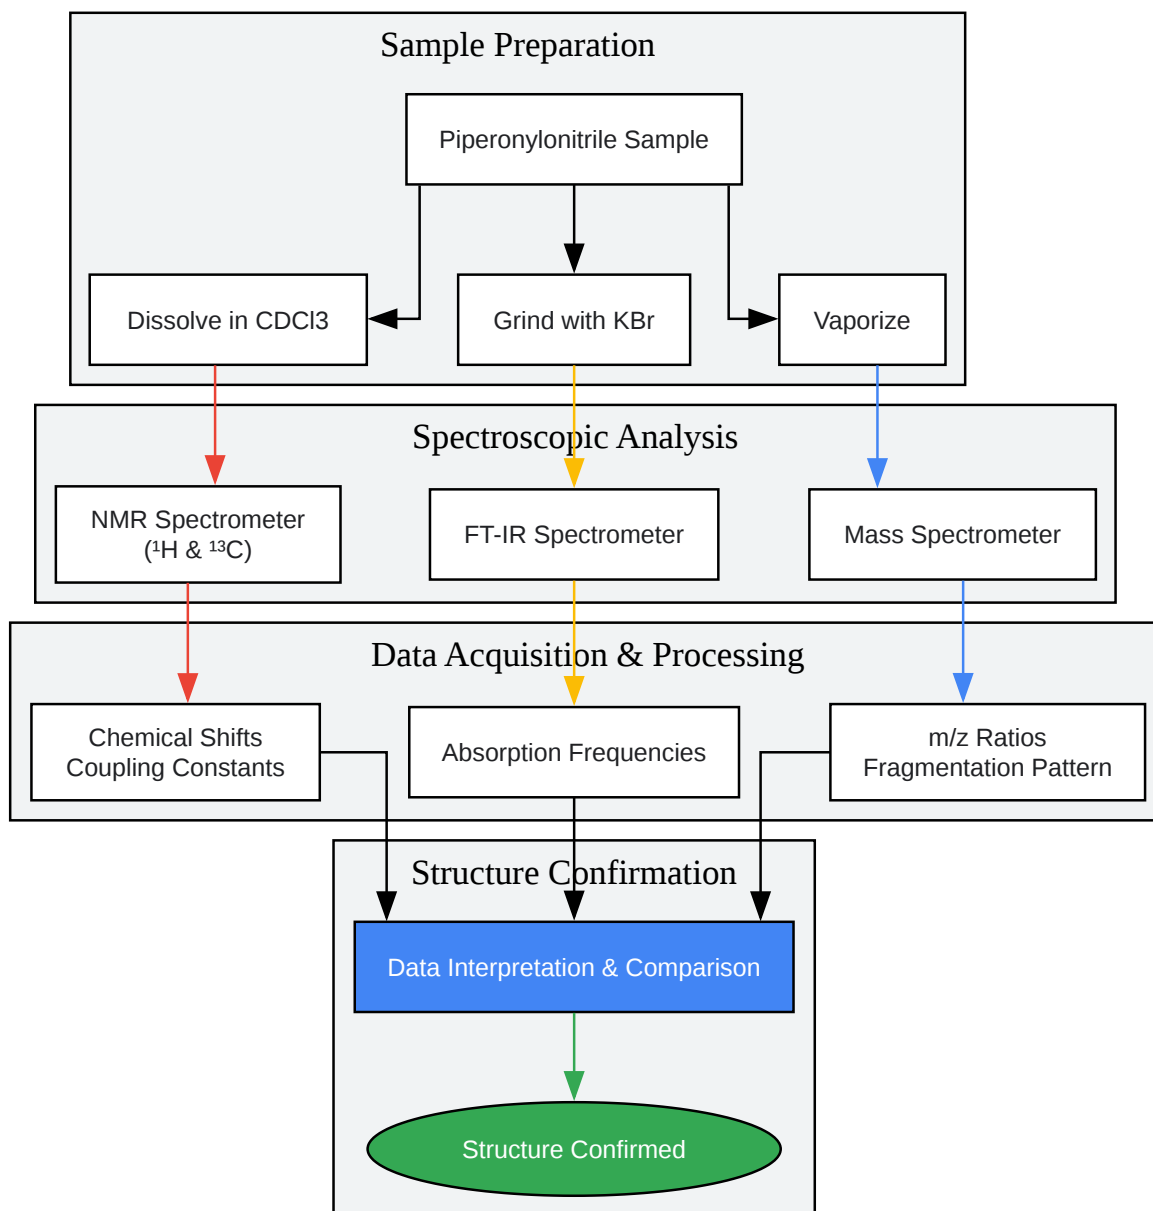 Sample Preparation
Piperonylonitrile Sample
Dissolve in CDCl3
Grind with KBr
Vaporize
Spectroscopic Analysis
NMR Spectrometer
(¹H & ¹³C)
FT-IR Spectrometer
Mass Spectrometer
Data Acquisition & Processing
Chemical Shifts
Coupling Constants
Absorption Frequencies
m/z Ratios
Fragmentation Pattern
Structure Confirmation
Data Interpretation & Comparison
Structure Confirmed